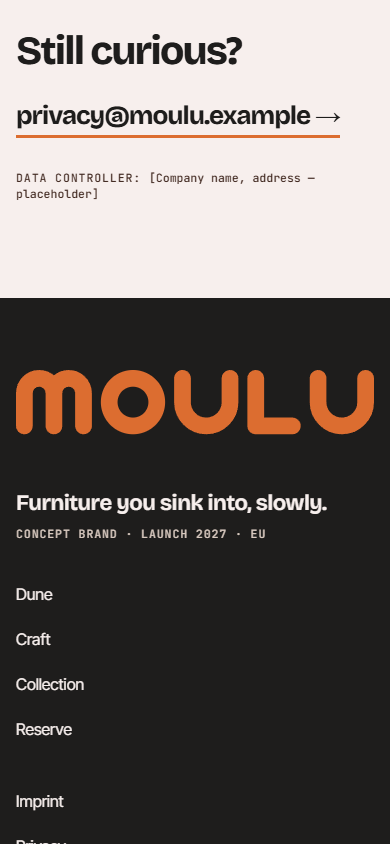 Still curious?
privacy@moulu.example →
DATA CONTROLLER: [Company name, address —
placeholder]
MOULU
Furniture you sink into, slowly.
CONCEPT BRAND · LAUNCH 2027 · EU
Dune
Craft
Collection
Reserve
Imprint
Privacy